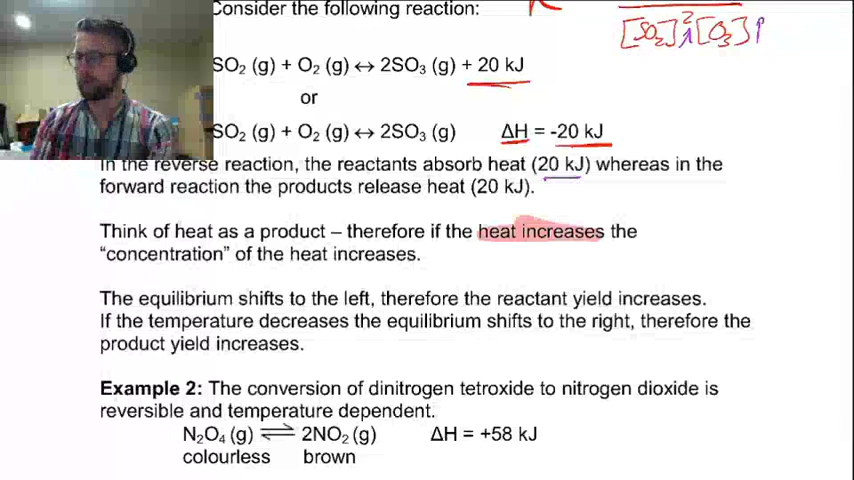 Consider the following reaction:
[SO₂]² [O₃]
SO₂ (g) + O₂ (g) ↔ 2SO₃ (g) + 20 kJ
or
SO₂ (g) + O₂ (g) ↔ 2SO₃ (g) ΔH = -20 kJ
In the reverse reaction, the reactants absorb heat (20 kJ) whereas in the
forward reaction the products release heat (20 kJ).
Think of heat as a product – therefore if the heat increases the
“concentration” of the heat increases.
The equilibrium shifts to the left, therefore the reactant yield increases.
If the temperature decreases the equilibrium shifts to the right, therefore the
product yield increases.
Example 2: The conversion of dinitrogen tetroxide to nitrogen dioxide is
reversible and temperature dependent.
N₂O₄ (g) ⇌ 2NO₂ (g) ΔH = +58 kJ
colourless brown